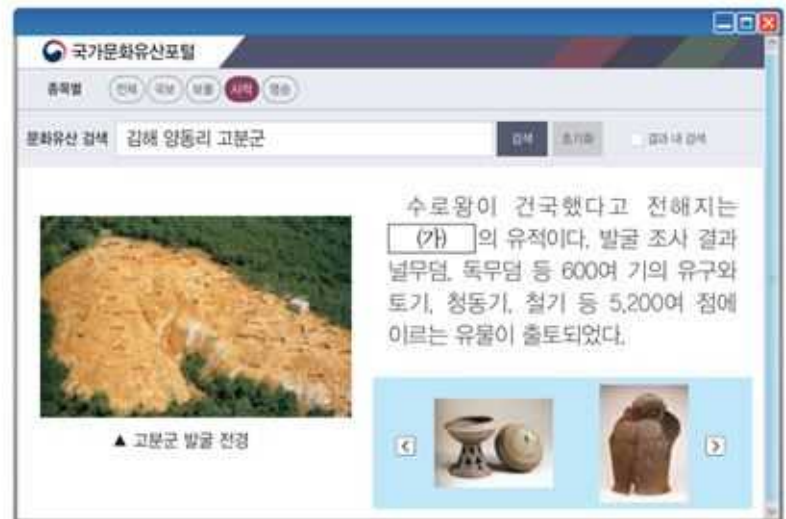 국가문화유산포털
종목별 전체 국보 보물 사적 명승
문화유산 검색 김해 양동리 고분군 검색 초기화 결과 내 검색
수로왕이 건국했다고 전해지는
(가) 의 유적이다. 발굴 조사 결과
널무덤, 독무덤 등 600여 기의 유구와
토기, 청동기, 철기 등 5,200여 점에
이르는 유물이 출토되었다.
▲ 고분군 발굴 전경